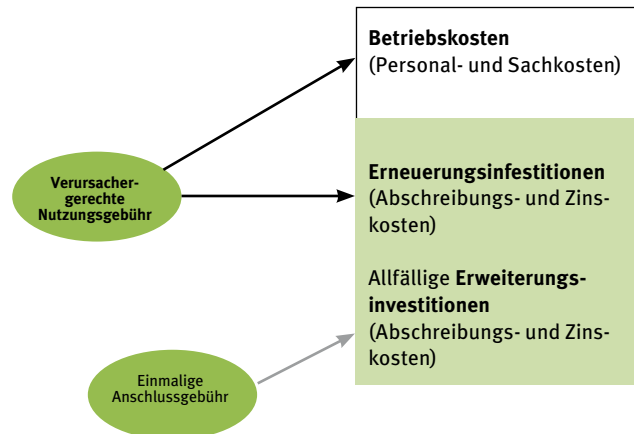 Betriebskosten
(Personal- und Sachkosten)
Verursacher-
gerechte
Nutzungsgebühr
Erneuerungsinfestitionen
(Abschreibungs- und Zins-
kosten)
Allfällige Erweiterungs-
investitionen
(Abschreibungs- und Zins-
kosten)
Einmalige
Anschlussgebühr